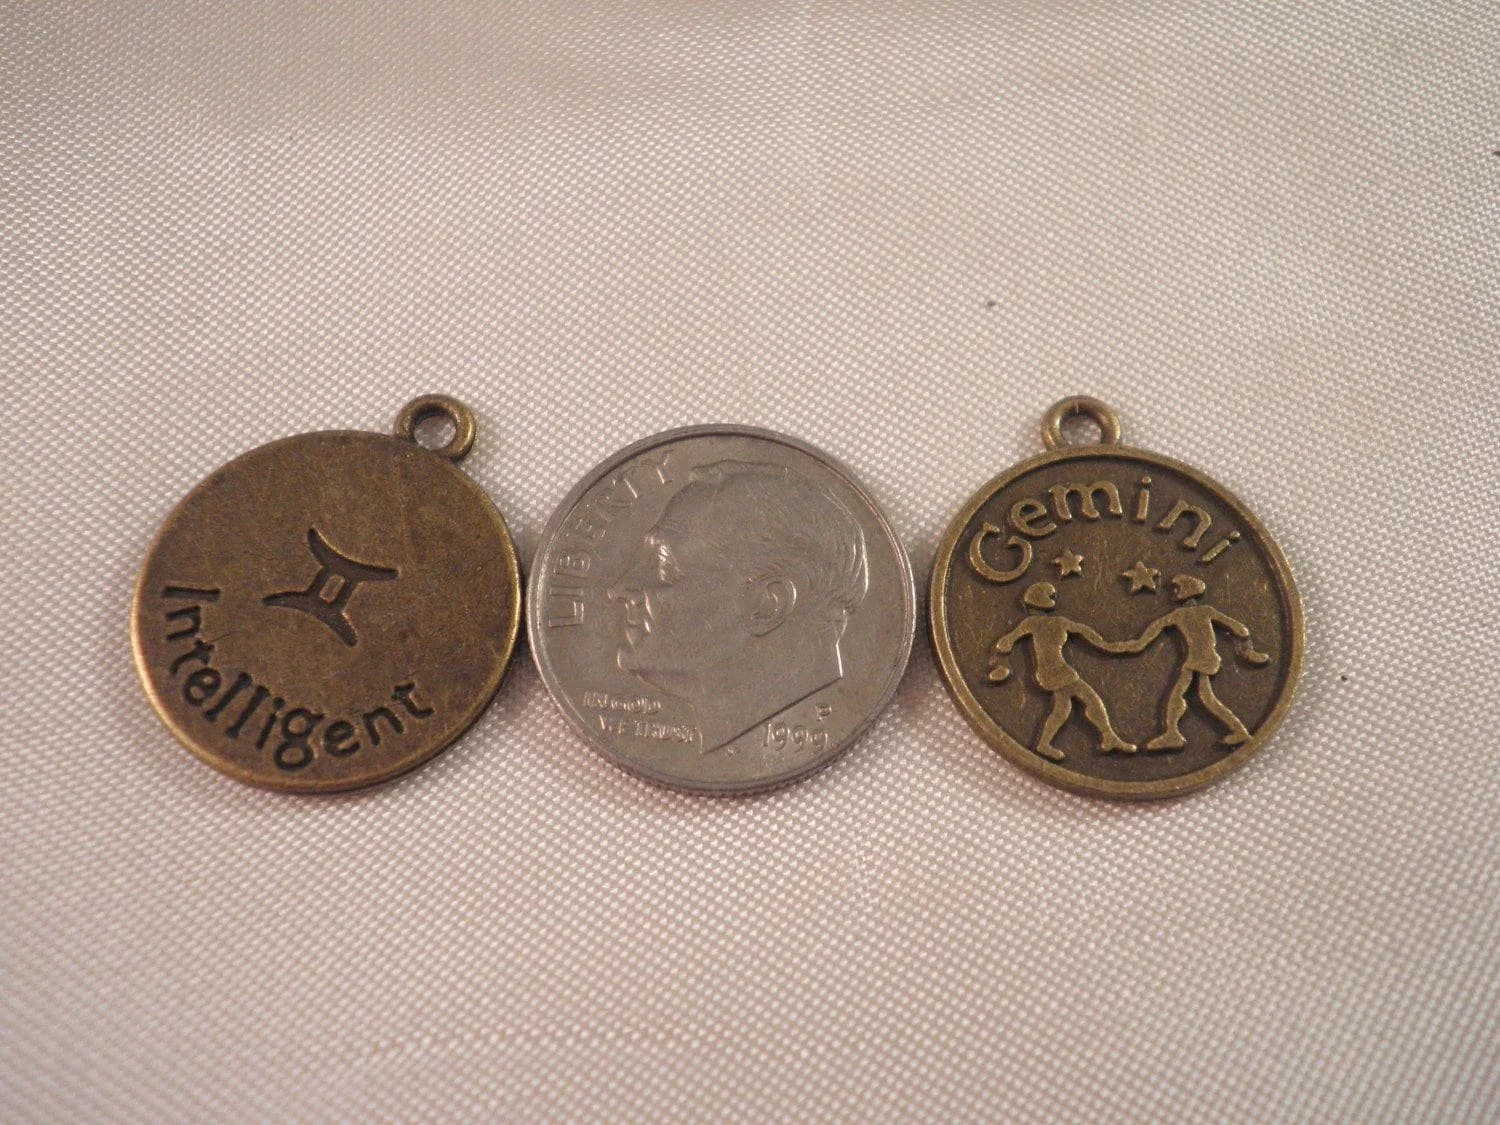 Intelligent
LIBERTY
IN GOD
WE TRUST
P
1999
Gemini